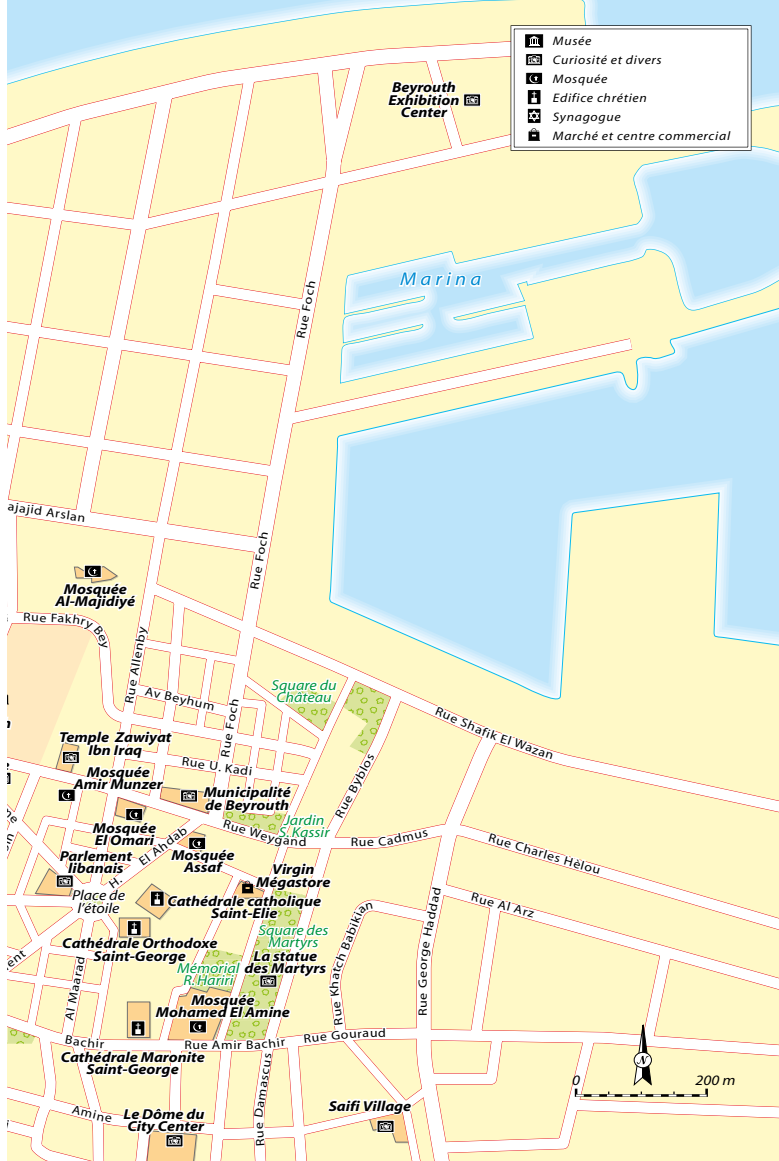 Musée
Curiosité et divers
Mosquée
Edifice chrétien
Synagogue
Marché et centre commercial
Beyrouth
Exhibition
Center
Marina
Rue Foch
ajajid Arslan
Rue Foch
Mosquée
Al-Majidiyé
Rue Fakhry Bey
Rue Allenby
Av Beyhum
Rue Foch
Square du
Château
Rue Shafik El Wazan
Rue Byblos
n
Temple Zawiyat
Ibn Iraq
Rue U. Kadi
Mosquée
Amir Munzer
Municipalité
de Beyrouth
Jardin
S. Kassir
Mosquée
El Omari
H. El Ahdab
Rue Weygand
Rue Cadmus
Rue Charles Hélou
Mosquée
Assaf
Parlement
libanais
Place de
l'étoile
Virgin
Mégastore
Cathédrale catholique
Saint-Elie
Rue Al Arz
Rue Khatch Babikian
Rue George Haddad
Square des
Martyrs
Cathédrale Orthodoxe
Saint-George
La statue
des Martyrs
Mémorial
R. Hariri
ent
Al Maarad
Mosquée
Mohamed El Amine
Bachir
Rue Amir Bachir
Rue Gouraud
Cathédrale Maronite
Saint-George
Rue Damascus
N
0
200 m
Amine
Le Dôme du
City Center
Saifi Village